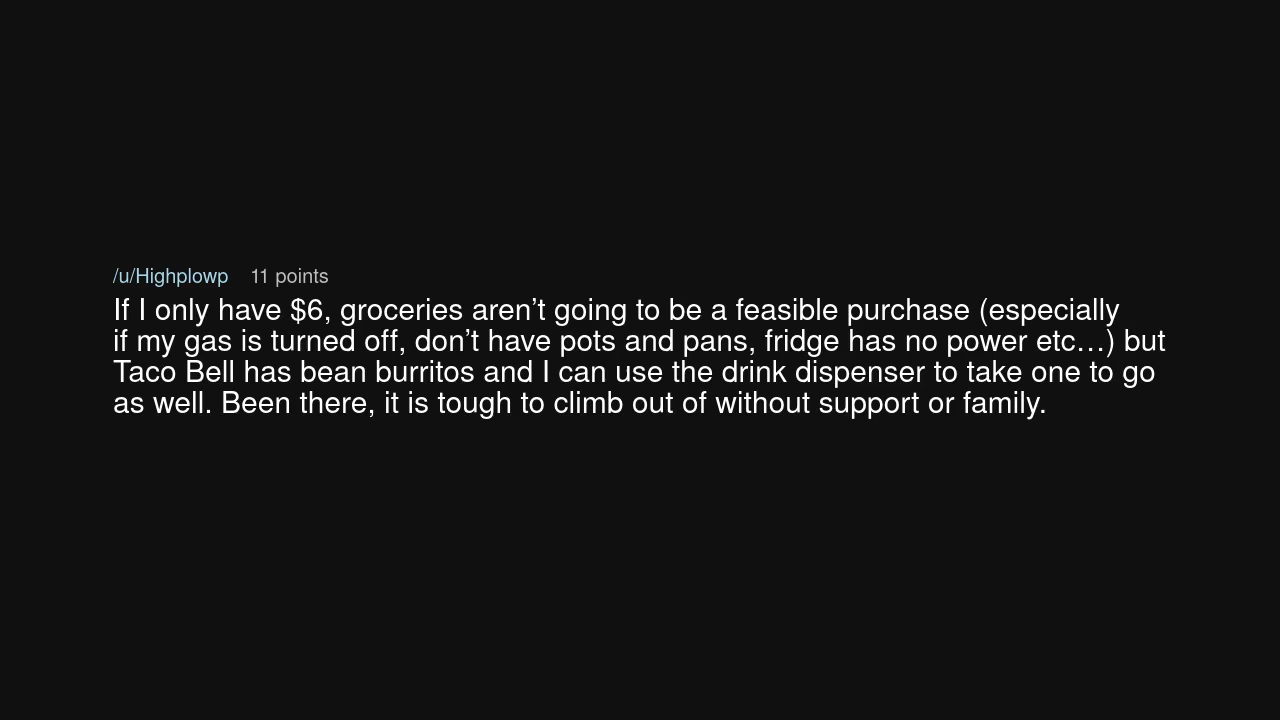 /u/Highplowp 11 points
If I only have $6, groceries aren’t going to be a feasible purchase (especially
if my gas is turned off, don’t have pots and pans, fridge has no power etc…) but
Taco Bell has bean burritos and I can use the drink dispenser to take one to go
as well. Been there, it is tough to climb out of without support or family.